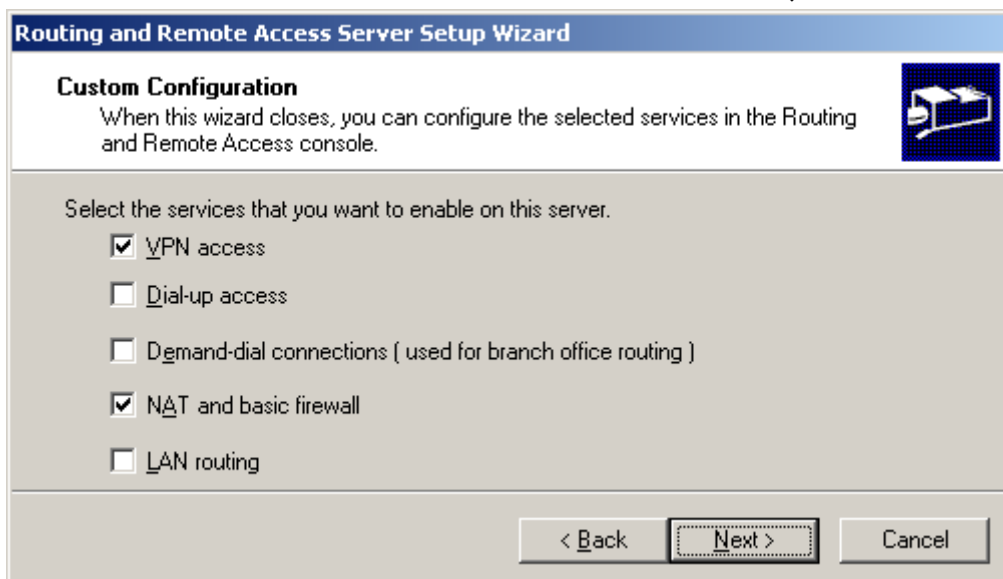 Routing and Remote Access Server Setup Wizard
Custom Configuration
When this wizard closes, you can configure the selected services in the Routing
and Remote Access console.
Select the services that you want to enable on this server.
VPN access
Dial-up access
Demand-dial connections ( used for branch office routing )
NAT and basic firewall
LAN routing
< Back Next > Cancel